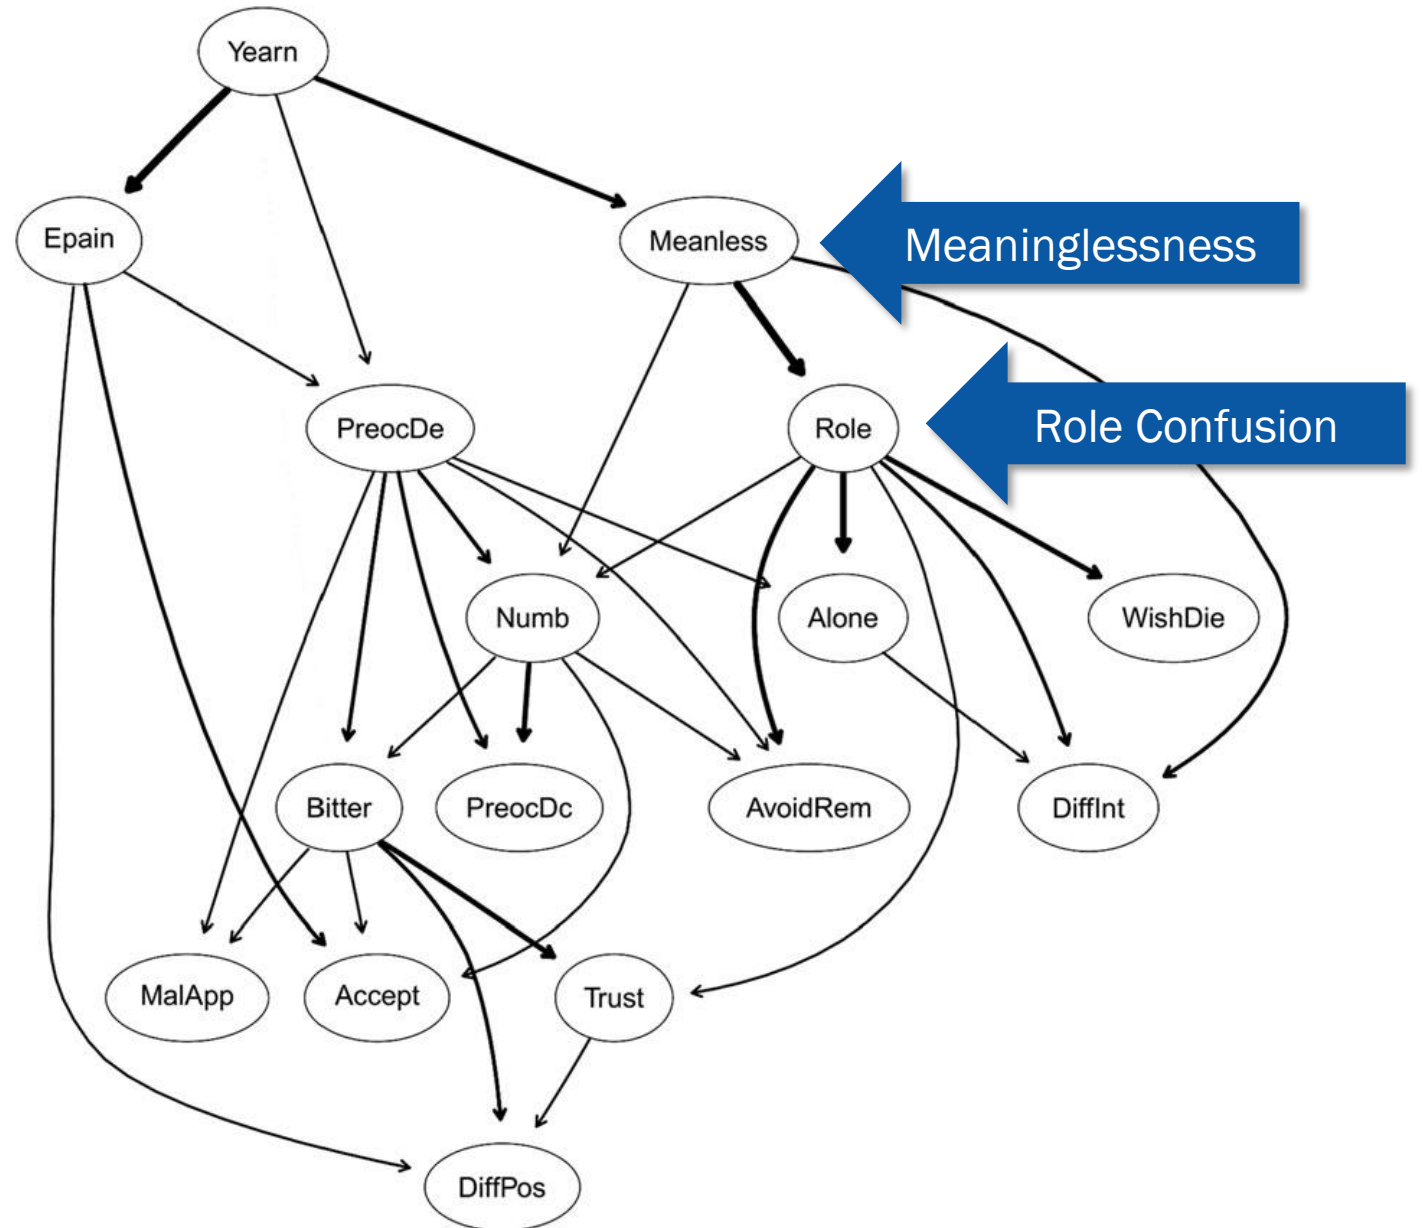 Yearn
Epain
Meanless
Meaninglessness
PreocDe
Role
Role Confusion
Numb
Alone
WishDie
Bitter
PreocDc
AvoidRem
DiffInt
MalApp
Accept
Trust
DiffPos